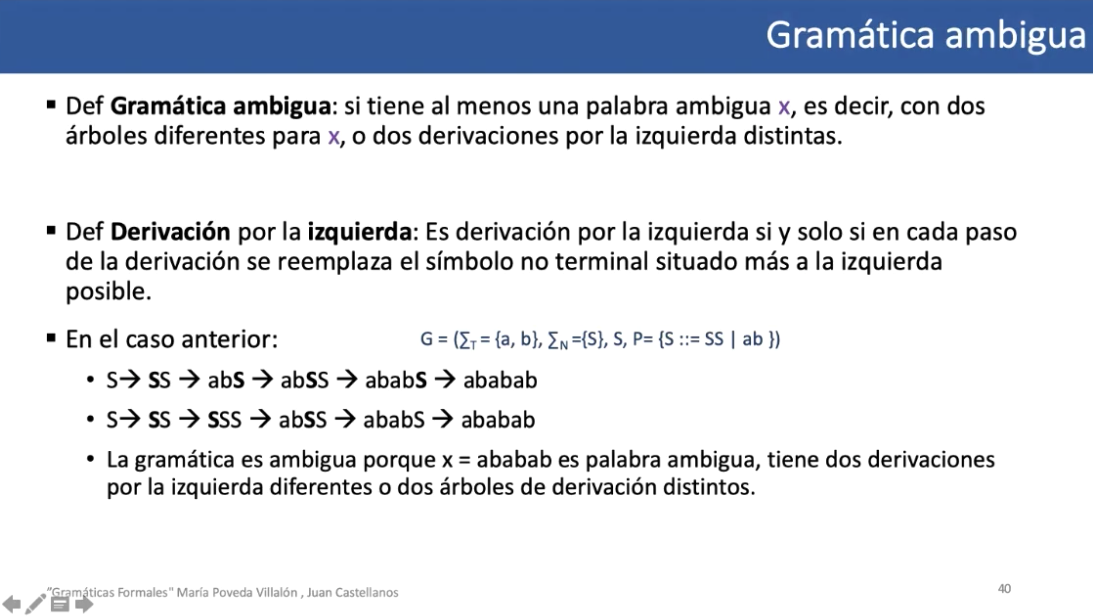 Gramática ambigua
▪ Def Gramática ambigua: si tiene al menos una palabra ambigua x, es decir, con dos
árboles diferentes para x, o dos derivaciones por la izquierda distintas.
▪ Def Derivación por la izquierda: Es derivación por la izquierda si y solo si en cada paso
de la derivación se reemplaza el símbolo no terminal situado más a la izquierda
posible.
▪ En el caso anterior: G = (∑T = {a, b}, ∑N ={S}, S, P= {S ::= SS | ab })
• S→ SS → abS → abSS → ababS → ababab
• S→ SS → SSS → abSS → ababS → ababab
• La gramática es ambigua porque x = ababab es palabra ambigua, tiene dos derivaciones
por la izquierda diferentes o dos árboles de derivación distintos.
"Gramáticas Formales" María Poveda Villalón , Juan Castellanos
40